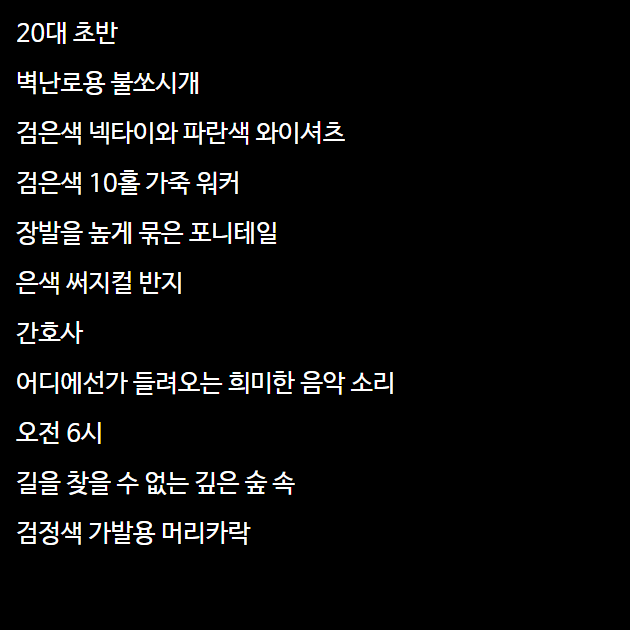 20대 초반
벽난로용 불쏘시개
검은색 넥타이와 파란색 와이셔츠
검은색 10홀 가죽 워커
장발을 높게 묶은 포니테일
은색 써지컬 반지
간호사
어디에선가 들려오는 희미한 음악 소리
오전 6시
길을 찾을 수 없는 깊은 숲 속
검정색 가발용 머리카락